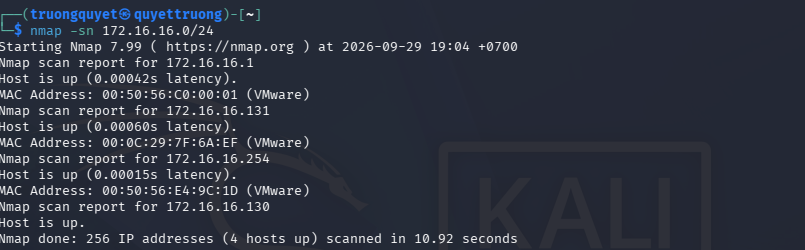 ┌──(truongquyet㉿quyettruong)-[~]
└─$ nmap -sn 172.16.16.0/24
Starting Nmap 7.99 ( https://nmap.org ) at 2026-09-29 19:04 +0700
Nmap scan report for 172.16.16.1
Host is up (0.00042s latency).
MAC Address: 00:50:56:C0:00:01 (VMware)
Nmap scan report for 172.16.16.131
Host is up (0.00060s latency).
MAC Address: 00:0C:29:7F:6A:EF (VMware)
Nmap scan report for 172.16.16.254
Host is up (0.00015s latency).
MAC Address: 00:50:56:E4:9C:1D (VMware)
Nmap scan report for 172.16.16.130
Host is up.
Nmap done: 256 IP addresses (4 hosts up) scanned in 10.92 seconds
KALI